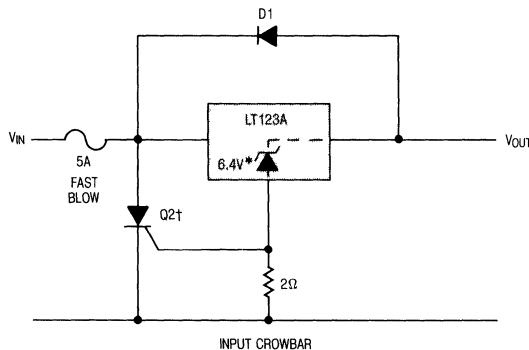 D1
LT123A
VIN
VOUT
6.4V*
5A
FAST
BLOW
Q2†
2Ω
INPUT CROWBAR